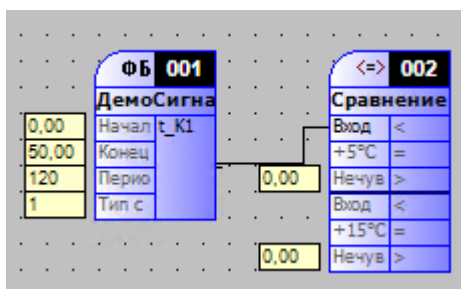 ФБ 001
ДемоСигна
0,00 Начал t_K1
50,00 Конец
120 Перио
1 Тип с
<=> 002
Сравнение
Вход <
+5°C =
0,00 Нечув >
Вход <
+15°C =
0,00 Нечув >